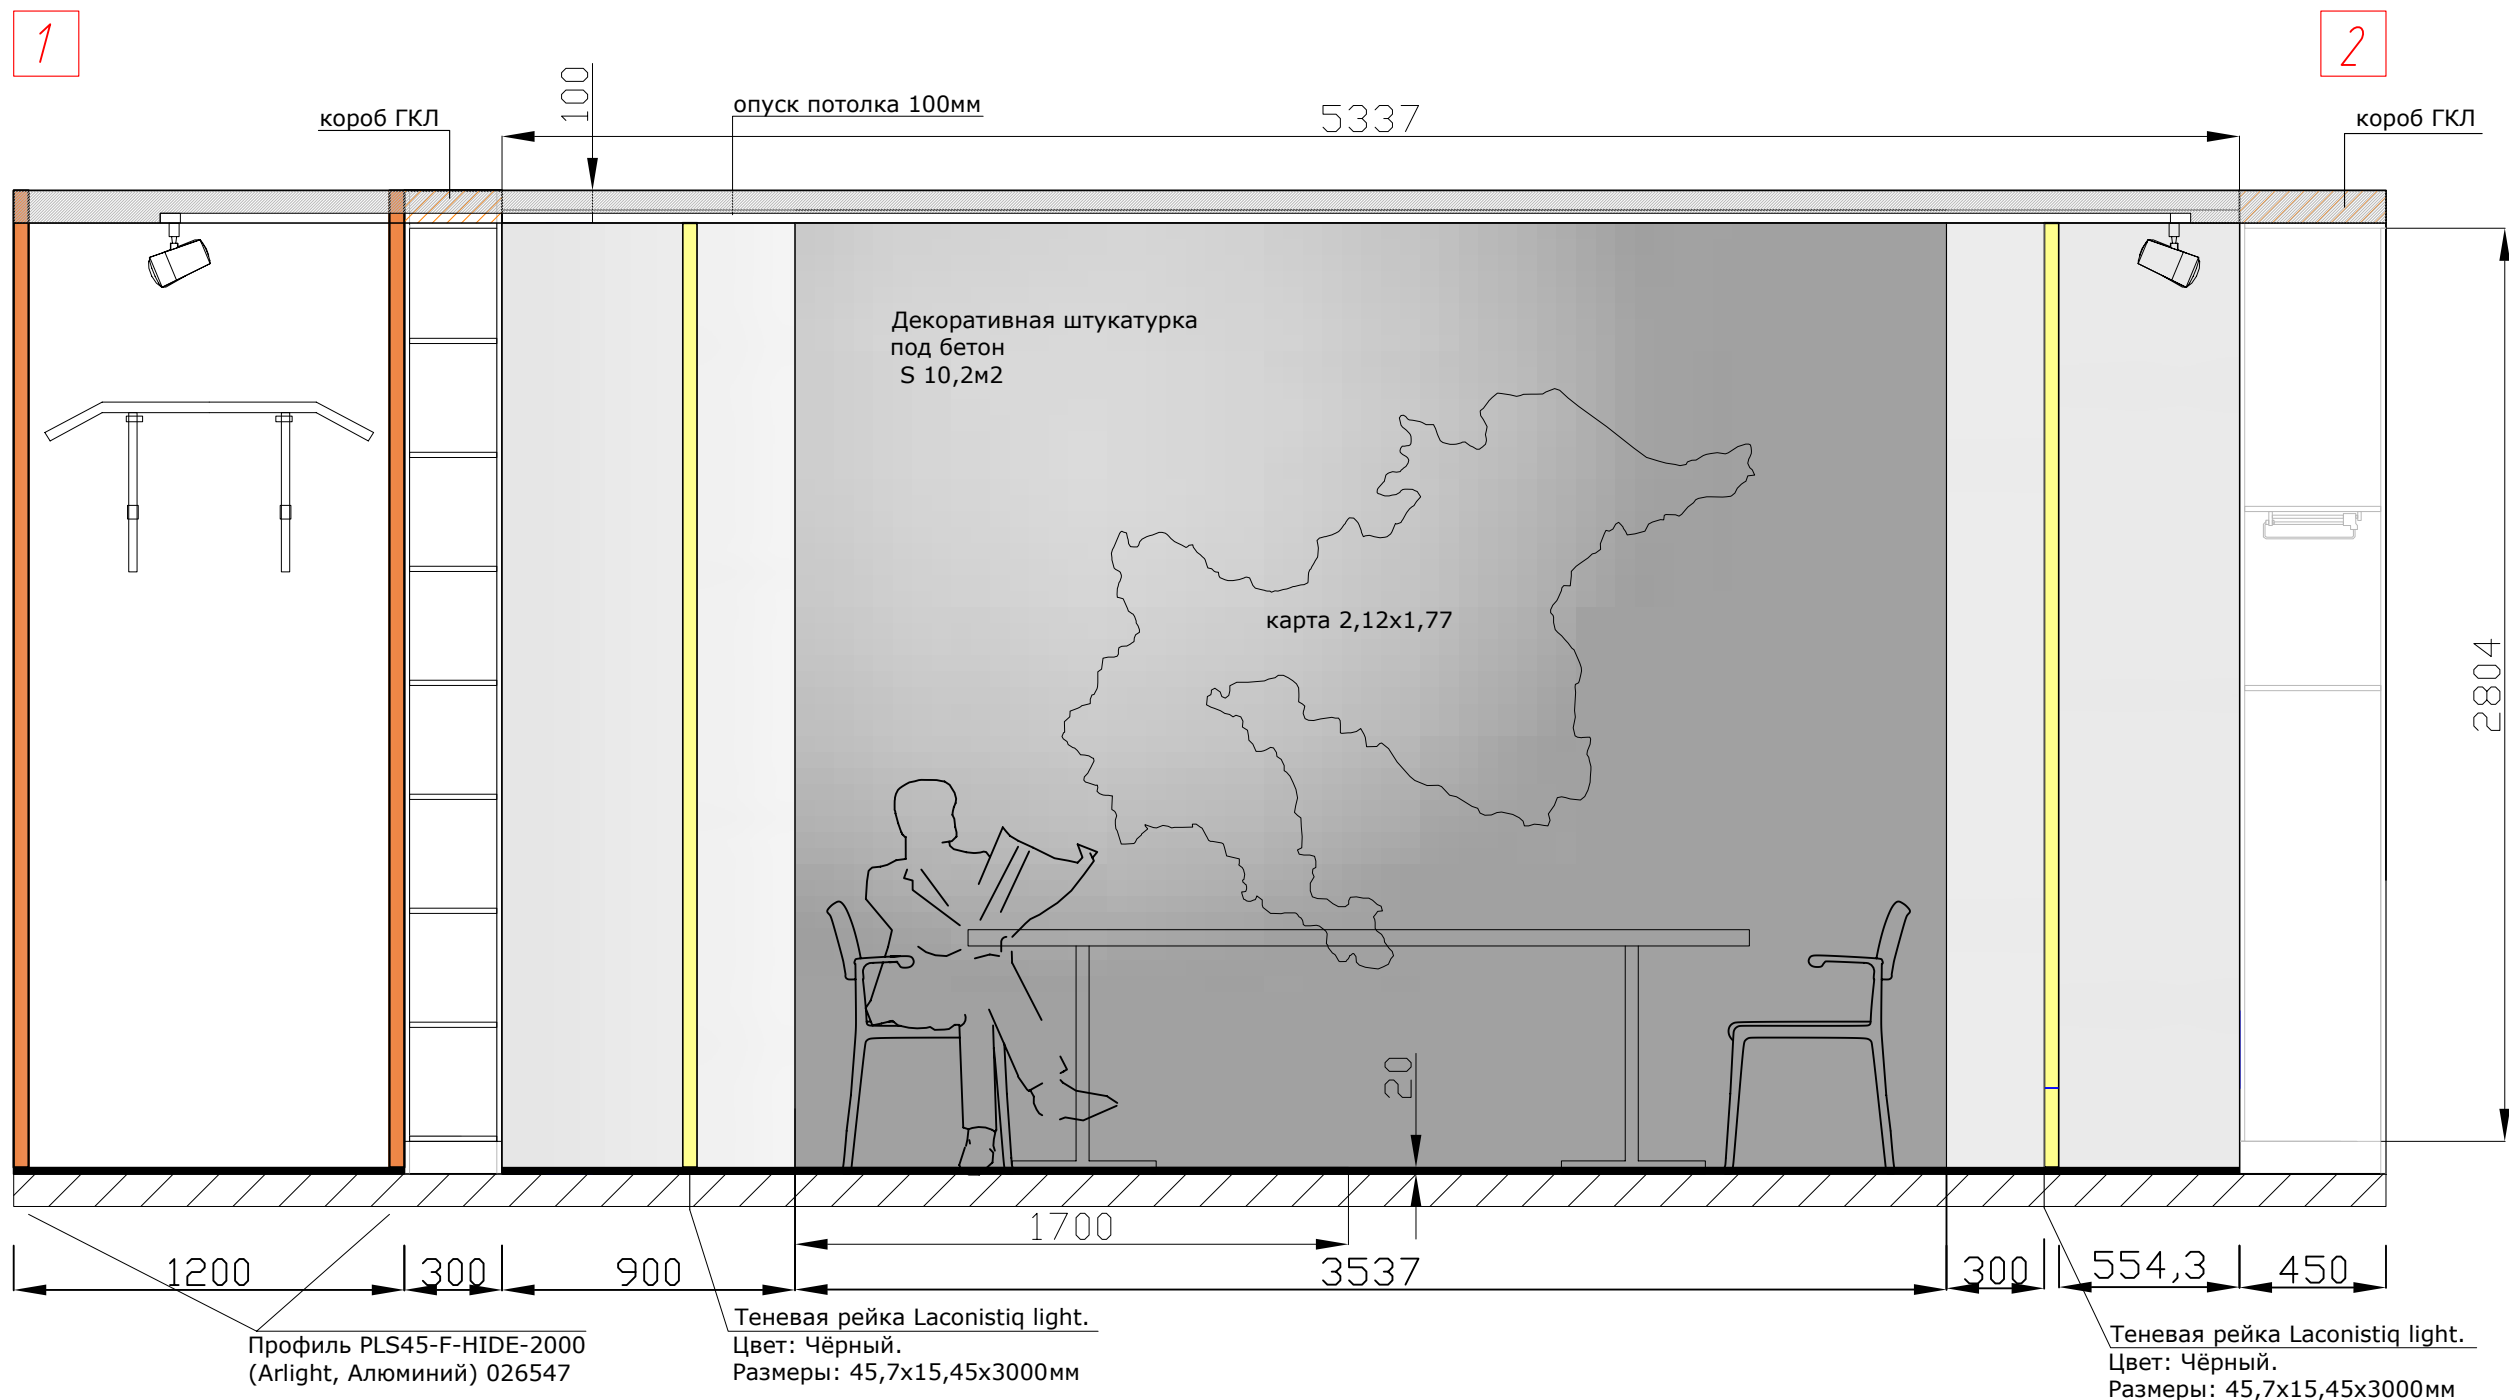 1
2
100
опуск потолка 100мм
5337
короб ГКЛ
короб ГКЛ
Декоративная штукатурка
под бетон
S 10,2м2
карта 2,12х1,77
2804
20
1700
1200
300
900
3537
300
554,3
450
Профиль PLS45-F-HIDE-2000
(Arlight, Алюминий) 026547
Теневая рейка Laconistiq light.
Цвет: Чёрный.
Размеры: 45,7х15,45х3000мм
Теневая рейка Laconistiq light.
Цвет: Чёрный.
Размеры: 45,7х15,45х3000мм